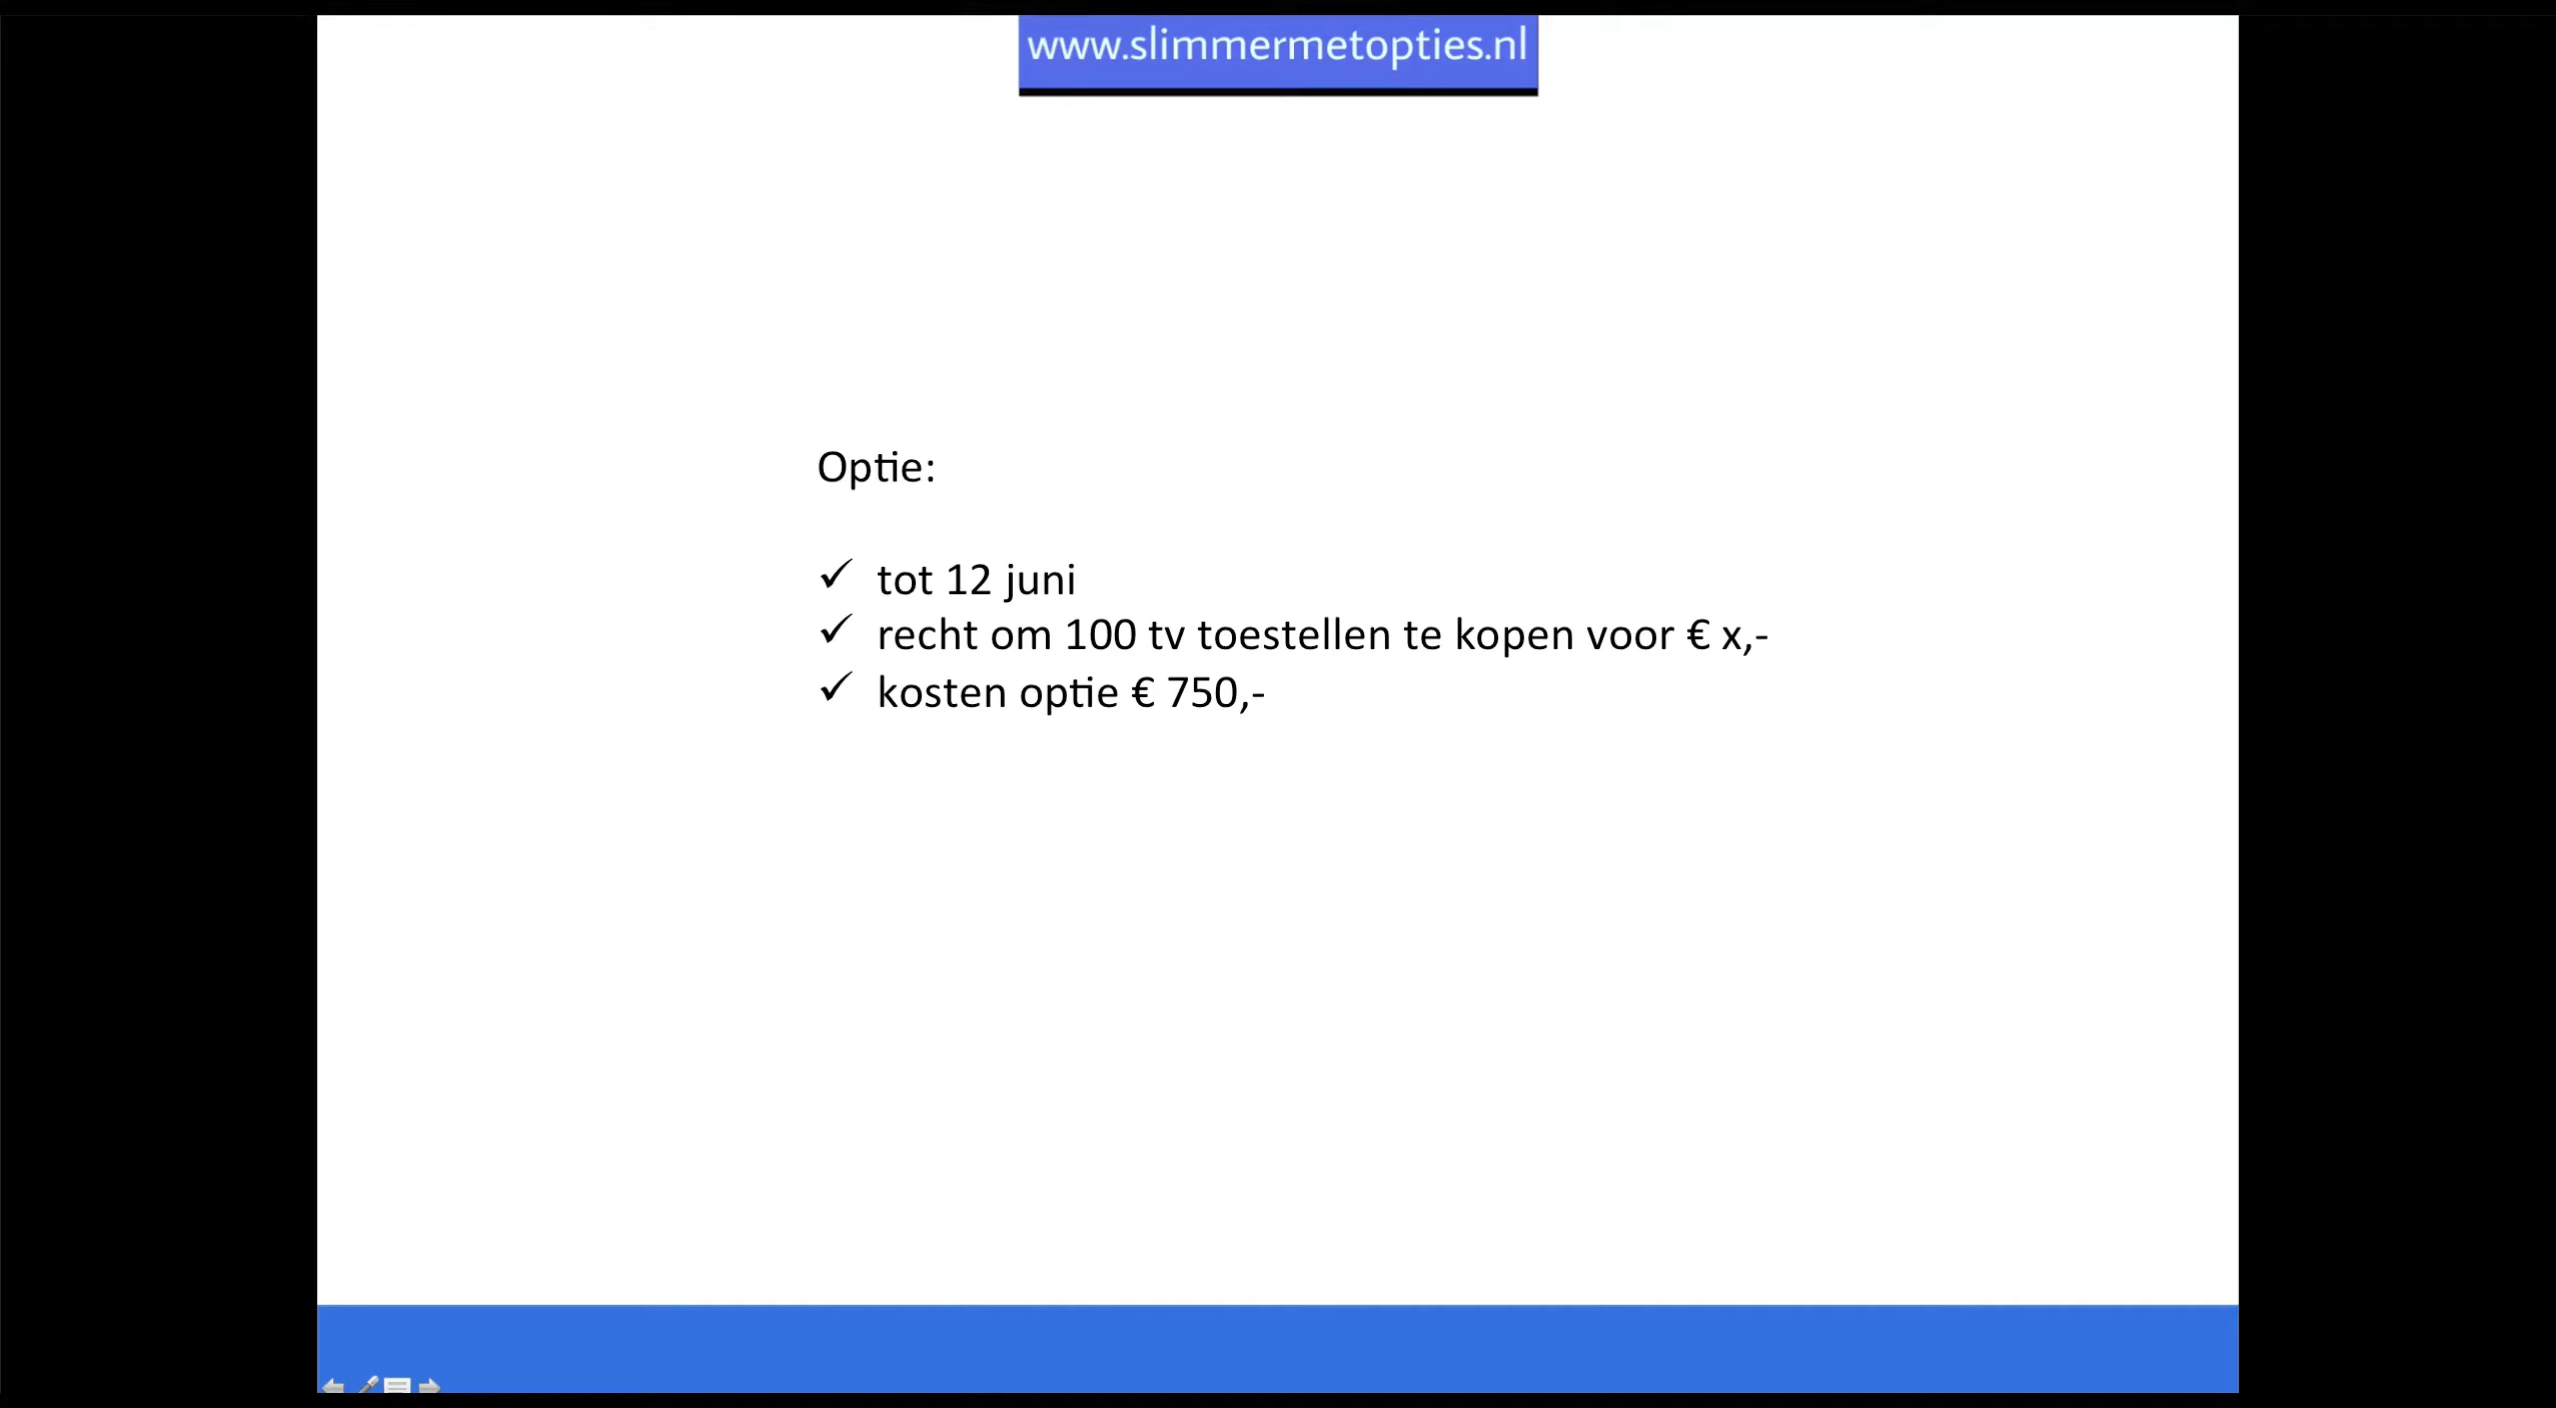 www.slimmermetopties.nl
Optie:
✓ tot 12 juni
✓ recht om 100 tv toestellen te kopen voor € x,-
✓ kosten optie € 750,-